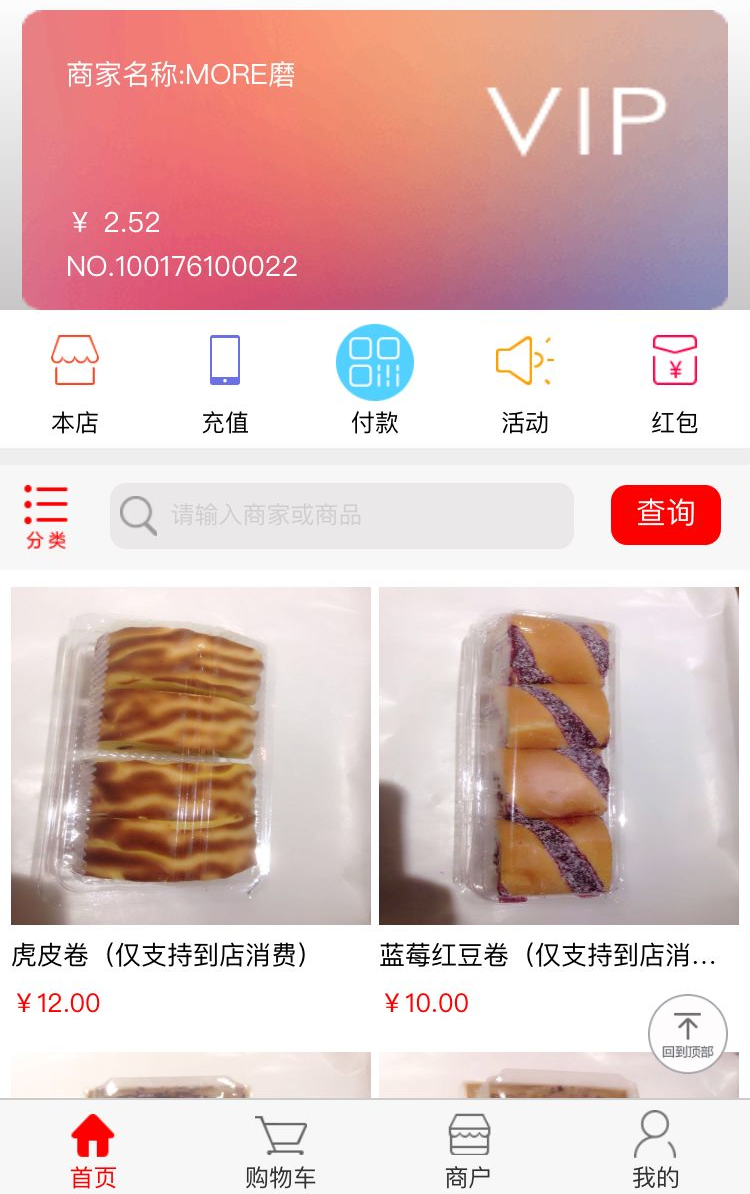 商家名称:MORE磨
VIP
￥ 2.52
NO.100176100022
本店
充值
付款
活动
¥
红包
分类
请输入商家或商品
查询
虎皮卷（仅支持到店消费）
蓝莓红豆卷（仅支持到店消...
￥12.00
￥10.00
回到顶部
首页
购物车
商户
我的